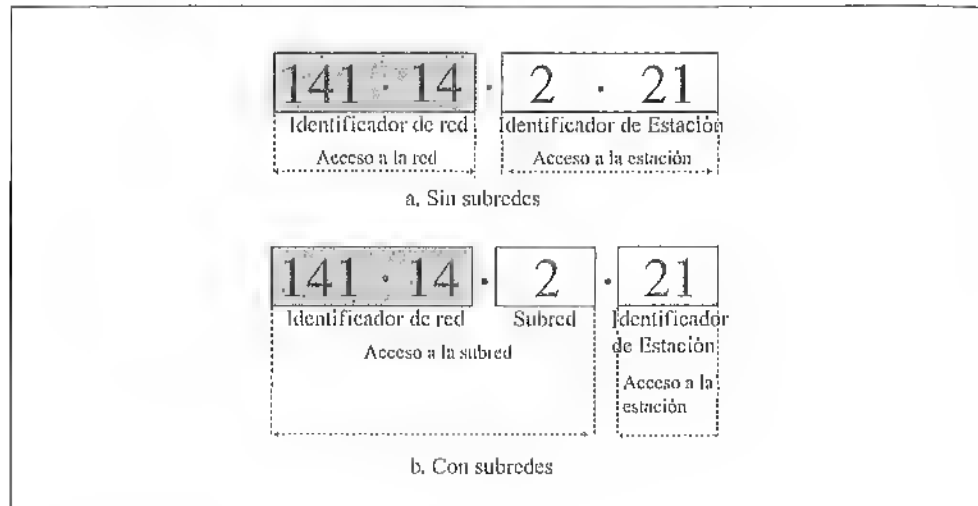 141 . 14 . 2 . 21
Identificador de red Identificador de Estación
Acceso a la red Acceso a la estación
a. Sin subredes
141 . 14 . 2 . 21
Identificador de red Subred Identificador
de Estación
Acceso a la subred
Acceso a la
estación
b. Con subredes